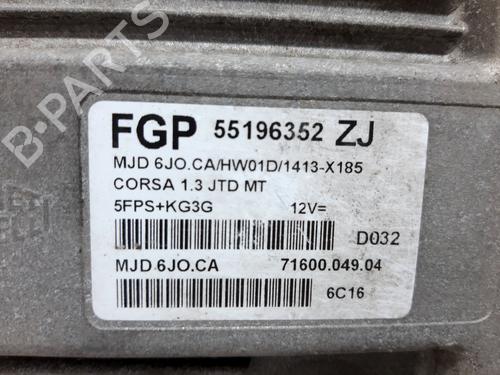 FGP 55196352 ZJ
MJD 6JO.CA/HW01D/1413-X185
CORSA 1.3 JTD MT
5FPS+KG3G 12V=
D032
MJD 6JO.CA 71600.049.04
6C16
B-PARTS